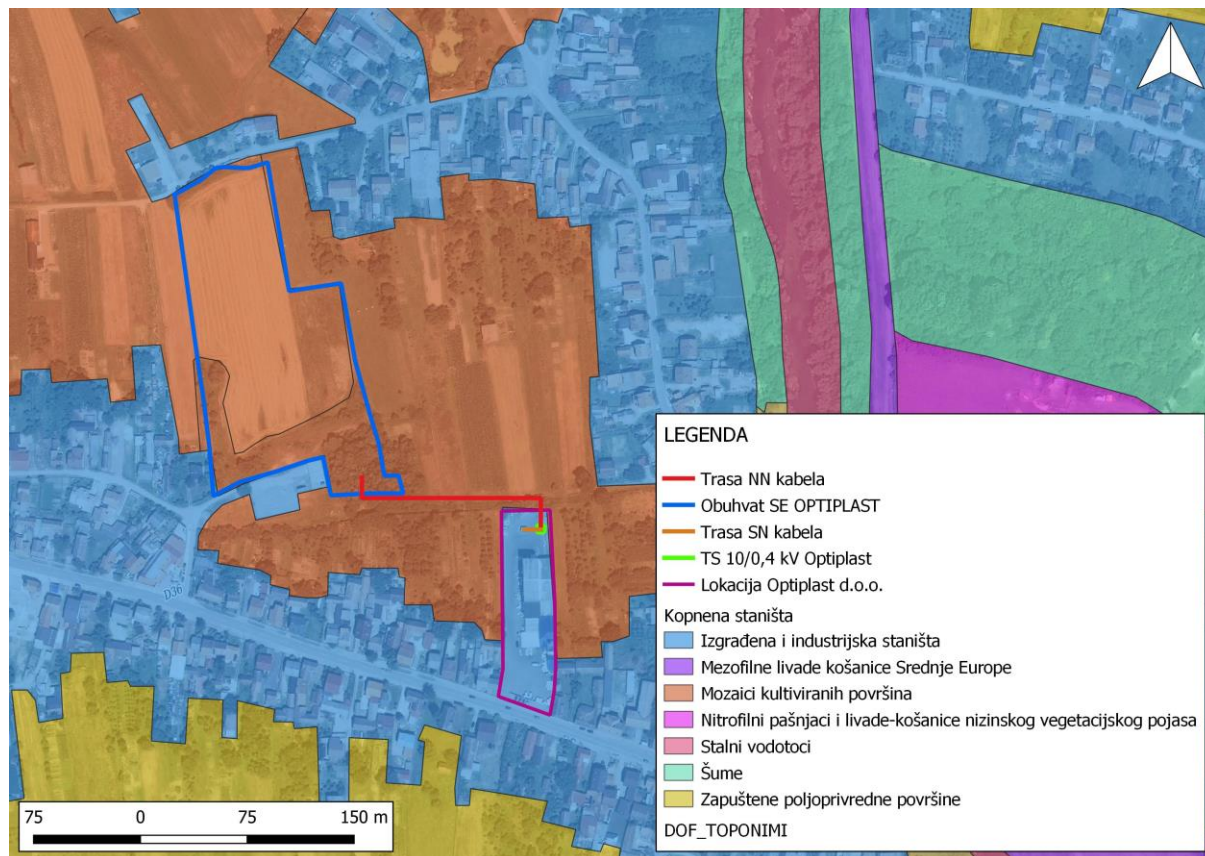 D36
LEGENDA
Trasa NN kabela
Obuhvat SE OPTIPLAST
Trasa SN kabela
TS 10/0,4 kV Optiplast
Lokacija Optiplast d.o.o.
Kopnena staništa
Izgrađena i industrijska staništa
Mezofilne livade košanice Srednje Europe
Mozaici kultiviranih površina
Nitrofilni pašnjaci i livade-košanice nizinskog vegetacijskog pojasa
Stalni vodotoci
Šume
Zapuštene poljoprivredne površine
DOF_TOPONIMI
75 0 75 150 m